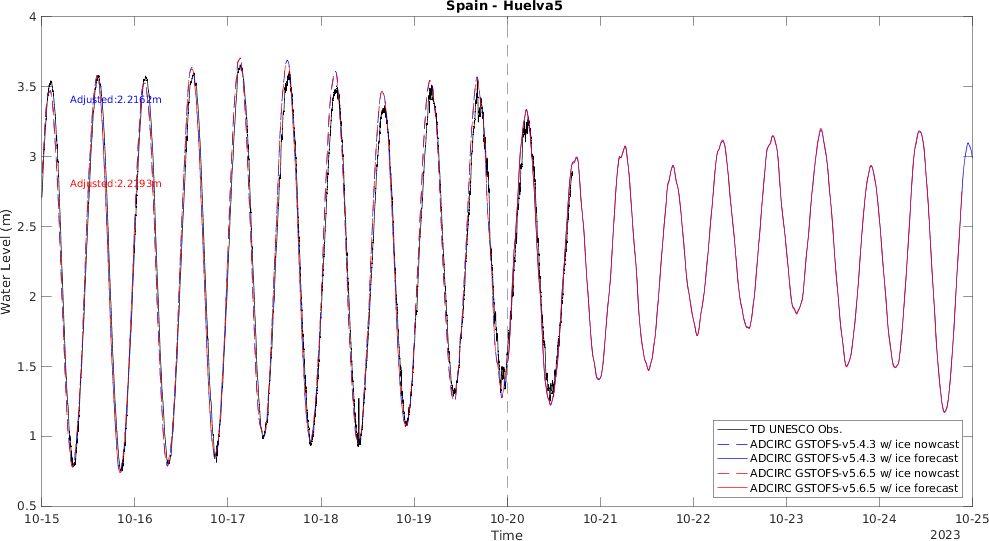 Spain - Huelva5
4
3.5
3
2.5
2
1.5
1
0.5
Water Level (m)
Adjusted:2.2162m
Adjusted:2.2193m
TD UNESCO Obs.
ADCIRC GSTOFS-v5.4.3 w/ ice nowcast
ADCIRC GSTOFS-v5.4.3 w/ ice forecast
ADCIRC GSTOFS-v5.6.5 w/ ice nowcast
ADCIRC GSTOFS-v5.6.5 w/ ice forecast
10-15 10-16 10-17 10-18 10-19 10-20 10-21 10-22 10-23 10-24 10-25
Time
2023